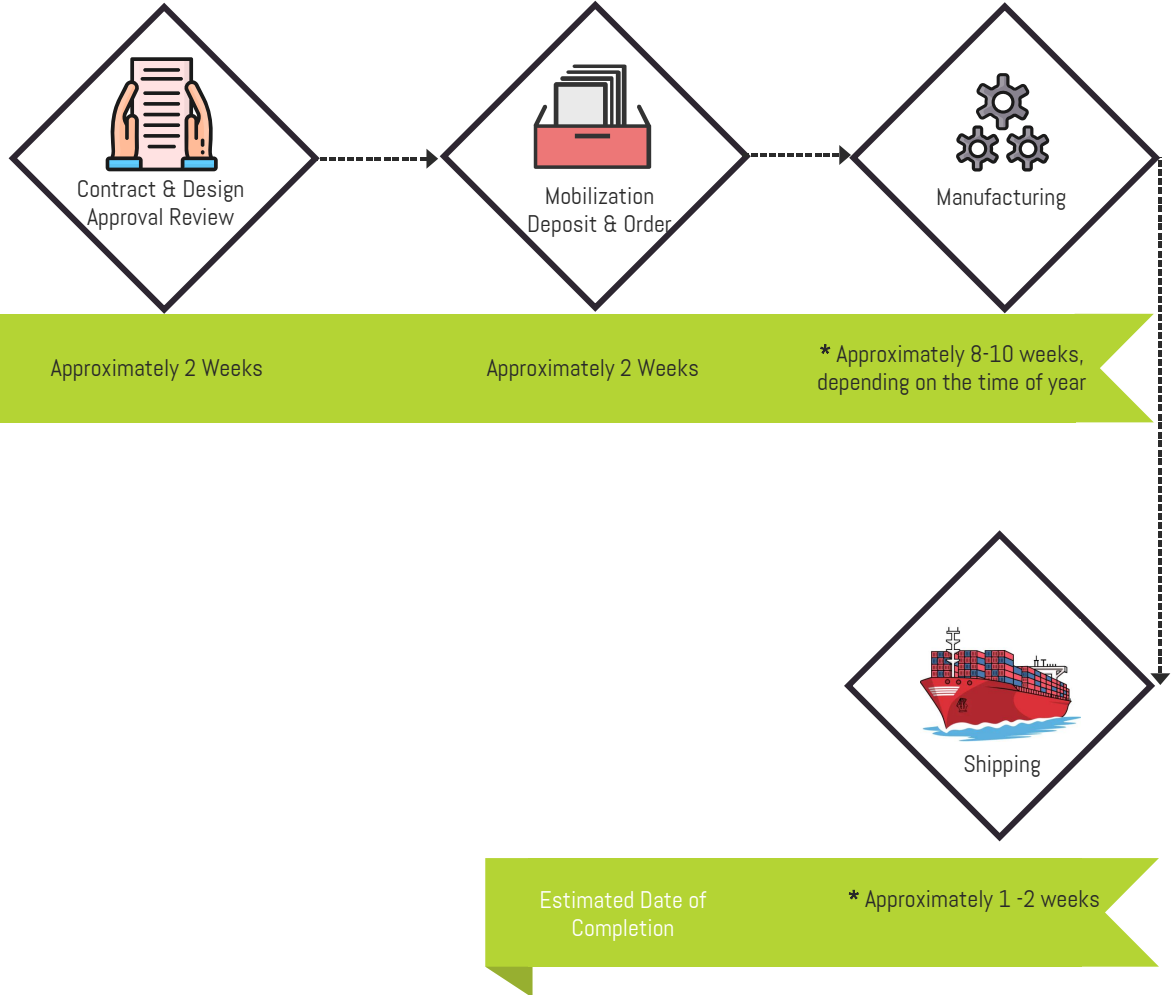 Contract & Design
Approval Review
Mobilization
Deposit & Order
Manufacturing
Approximately 2 Weeks
Approximately 2 Weeks
* Approximately 8-10 weeks,
depending on the time of year
Shipping
Estimated Date of
Completion
* Approximately 1 -2 weeks